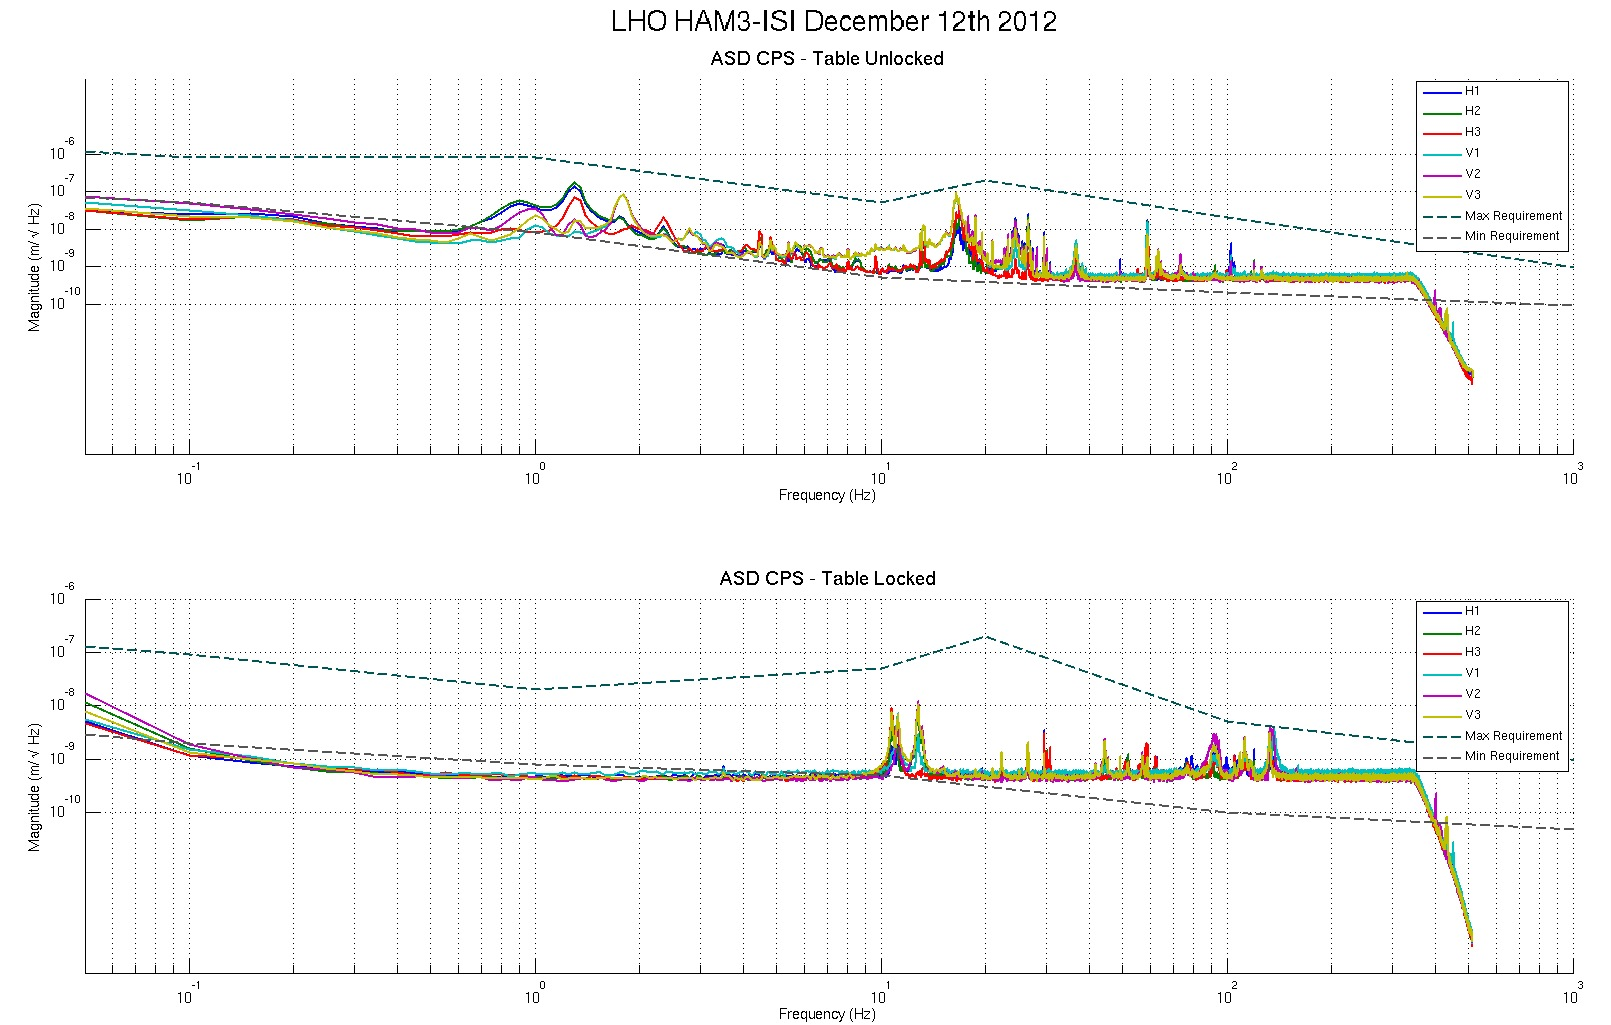 LHO HAM3-ISI December 12th 2012
ASD CPS - Table Unlocked
Magnitude (m/√ Hz)
10^-6
10^-7
10^-8
10^-9
10^-10
H1
H2
H3
V1
V2
V3
Max Requirement
Min Requirement
10^-1
10^0
10^1
10^2
10^3
Frequency (Hz)
ASD CPS - Table Locked
Magnitude (m/√ Hz)
10^-6
10^-7
10^-8
10^-9
10^-10
H1
H2
H3
V1
V2
V3
Max Requirement
Min Requirement
10^-1
10^0
10^1
10^2
10^3
Frequency (Hz)